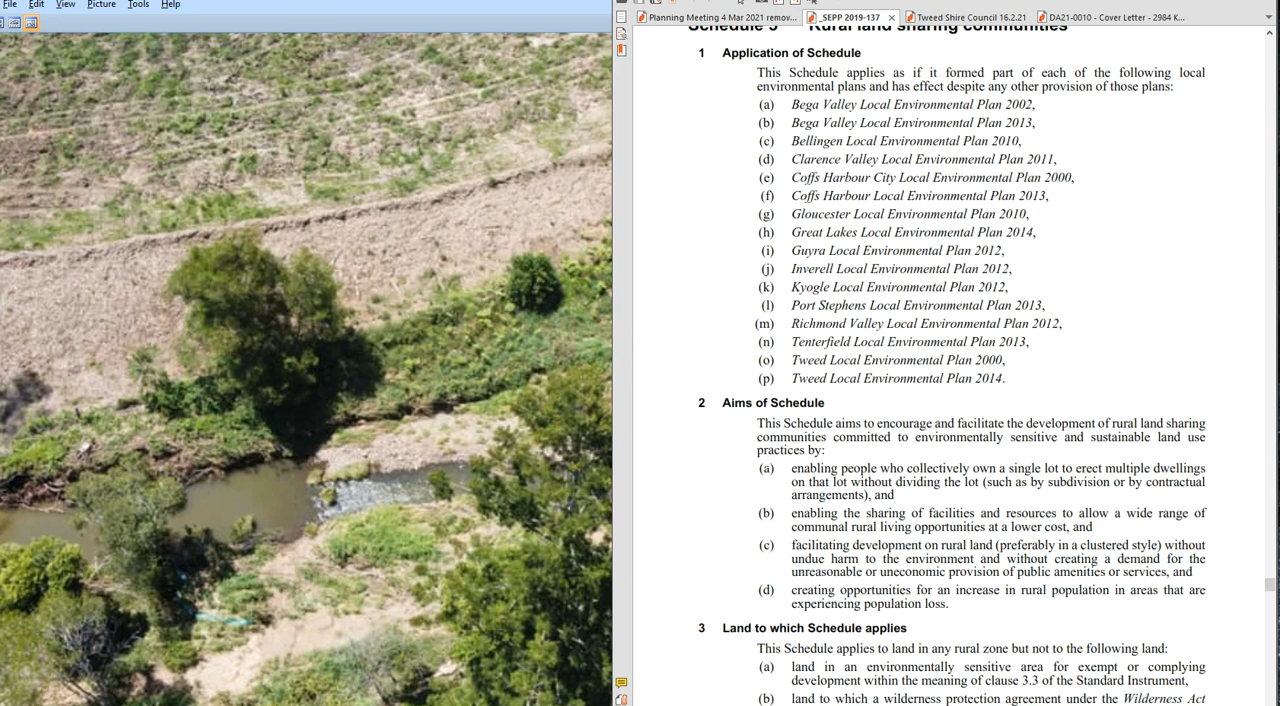 File Edit View Picture Tools Help
Planning Meeting 4 Mar 2021 remov... _SEPP 2019-137 Tweed Shire Council 16.2.21 DA21-0010 - Cover Letter - 2984 K...
Schedule 5 Rural land sharing communities
1 Application of Schedule
This Schedule applies as if it formed part of each of the following local
environmental plans and has effect despite any other provision of those plans:
(a) Bega Valley Local Environmental Plan 2002,
(b) Bega Valley Local Environmental Plan 2013,
(c) Bellingen Local Environmental Plan 2010,
(d) Clarence Valley Local Environmental Plan 2011,
(e) Coffs Harbour City Local Environmental Plan 2000,
(f) Coffs Harbour Local Environmental Plan 2013,
(g) Gloucester Local Environmental Plan 2010,
(h) Great Lakes Local Environmental Plan 2014,
(i) Guyra Local Environmental Plan 2012,
(j) Inverell Local Environmental Plan 2012,
(k) Kyogle Local Environmental Plan 2012,
(l) Port Stephens Local Environmental Plan 2013,
(m) Richmond Valley Local Environmental Plan 2012,
(n) Tenterfield Local Environmental Plan 2013,
(o) Tweed Local Environmental Plan 2000,
(p) Tweed Local Environmental Plan 2014.
2 Aims of Schedule
This Schedule aims to encourage and facilitate the development of rural land sharing
communities committed to environmentally sensitive and sustainable land use
practices by:
(a) enabling people who collectively own a single lot to erect multiple dwellings
on that lot without dividing the lot (such as by subdivision or by contractual
arrangements), and
(b) enabling the sharing of facilities and resources to allow a wide range of
communal rural living opportunities at a lower cost, and
(c) facilitating development on rural land (preferably in a clustered style) without
undue harm to the environment and without creating a demand for the
unreasonable or uneconomic provision of public amenities or services, and
(d) creating opportunities for an increase in rural population in areas that are
experiencing population loss.
3 Land to which Schedule applies
This Schedule applies to land in any rural zone but not to the following land:
(a) land in an environmentally sensitive area for exempt or complying
development within the meaning of clause 3.3 of the Standard Instrument,
(b) land to which a wilderness protection agreement under the Wilderness Act